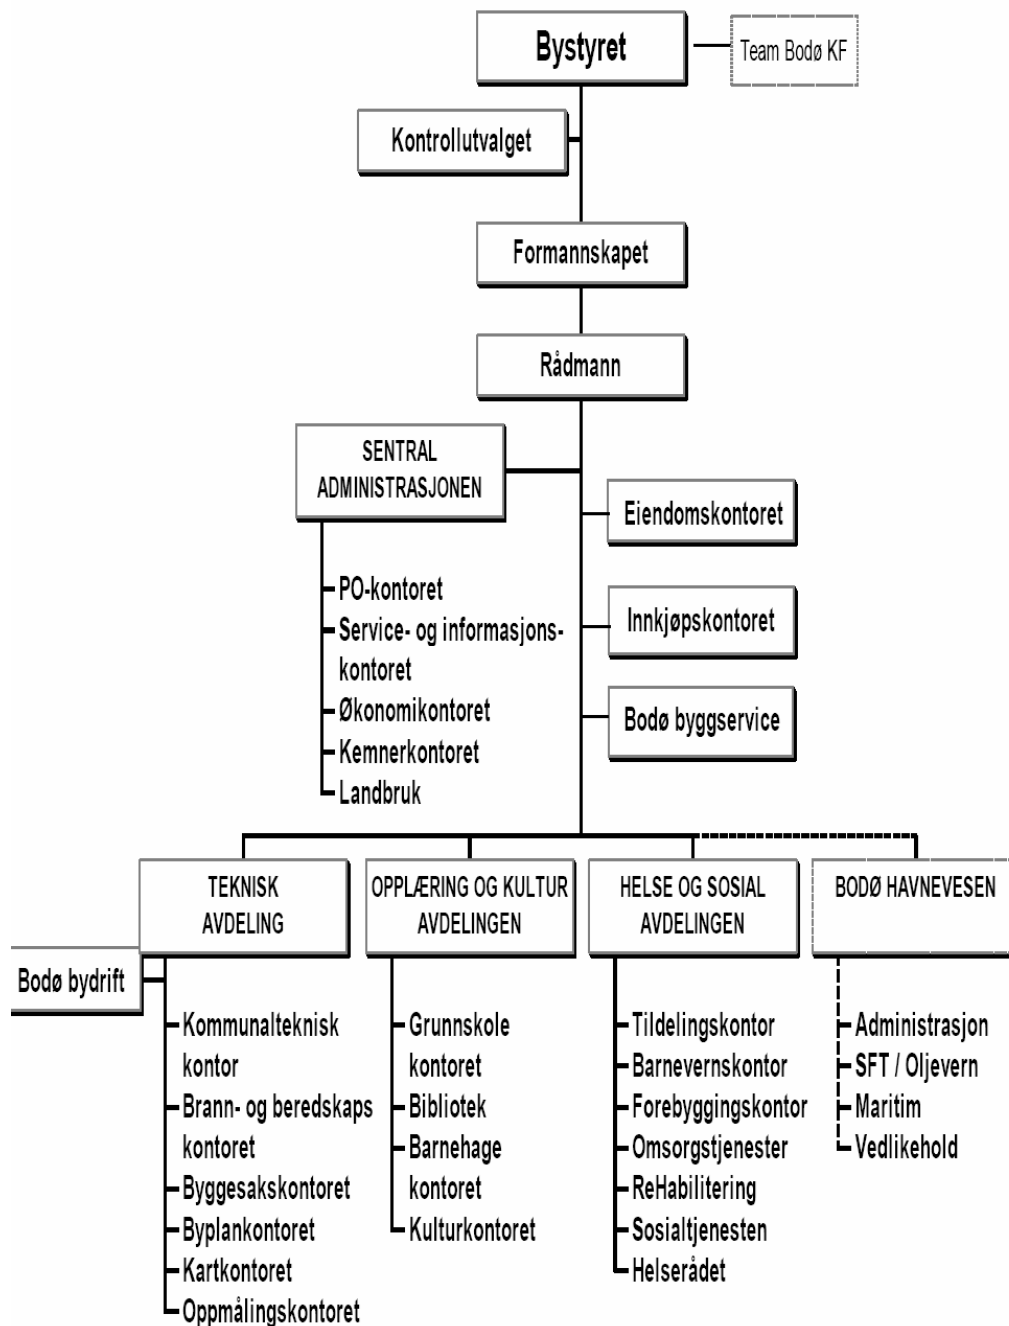 Bystyret
Team Bodø KF
Kontrollutvalget
Formannskapet
Rådmann
SENTRAL
ADMINISTRASJONEN
PO-kontoret
Service- og informasjons-
kontoret
Økonomikontoret
Kemnerkontoret
Landbruk
Eiendomskontoret
Innkjøpskontoret
Bodø byggservice
TEKNISK
AVDELING
Bodø bydrift
Kommunalteknisk
kontor
Brann- og beredskaps
kontoret
Byggesakskontoret
Byplankontoret
Kartkontoret
Oppmålingskontoret
OPPLÆRING OG KULTUR
AVDELINGEN
Grunnskole
kontoret
Bibliotek
Barnehage
kontoret
Kulturkontoret
HELSE OG SOSIAL
AVDELINGEN
Tildelingskontor
Barnevernskontor
Forebyggingskontor
Omsorgstjenester
ReHabilitering
Sosialtjenesten
Helserådet
BODØ HAVNEVESEN
Administrasjon
SFT / Oljevern
Maritim
Vedlikehold